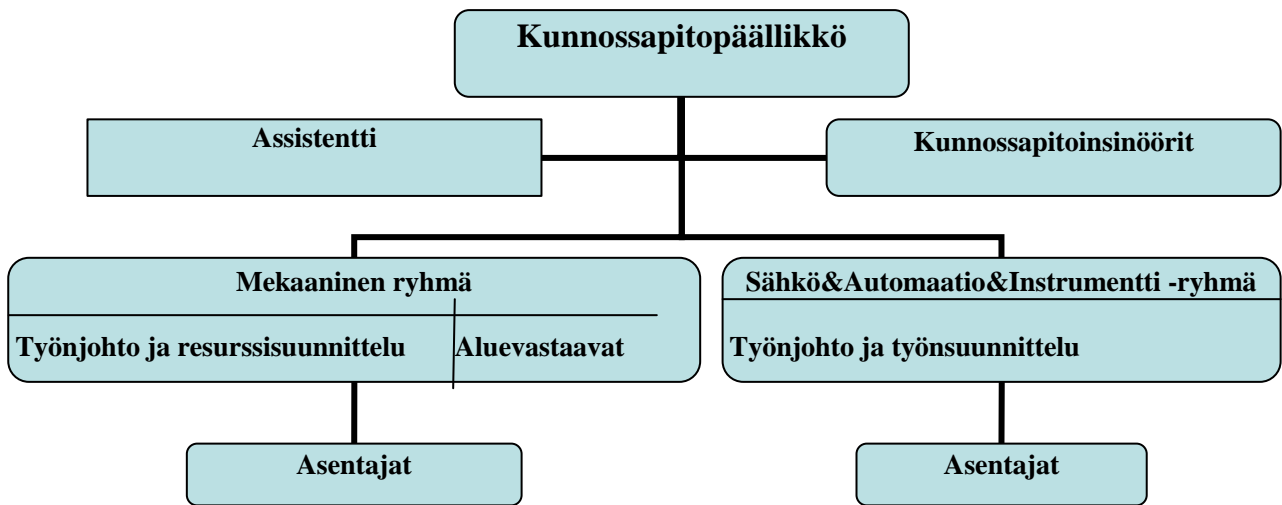 Kunnossapitopäällikkö
Assistentti
Kunnossapitoinsinöörit
Mekaaninen ryhmä
Työnjohto ja resurssisuunnittelu
Aluevastaavat
Sähkö&Automaatio&Instrumentti -ryhmä
Työnjohto ja työnsuunnittelu
Asentajat
Asentajat